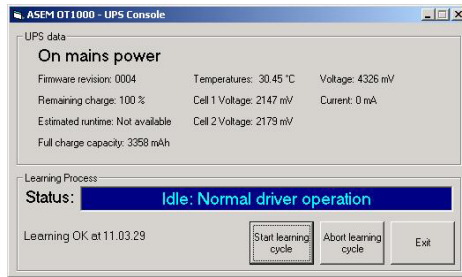 ASEM OT1000 - UPS Console
UPS data
On mains power
Firmware revision: 0004 Temperatures: 30.45 °C Voltage: 4326 mV
Remaining charge: 100 % Cell 1 Voltage: 2147 mV Current: 0 mA
Estimated runtime: Not available Cell 2 Voltage: 2179 mV
Full charge capacity: 3358 mAh
Learning Process
Status: Idle: Normal driver operation
Learning OK at 11.03.29
Start learning
cycle
Abort learning
cycle
Exit